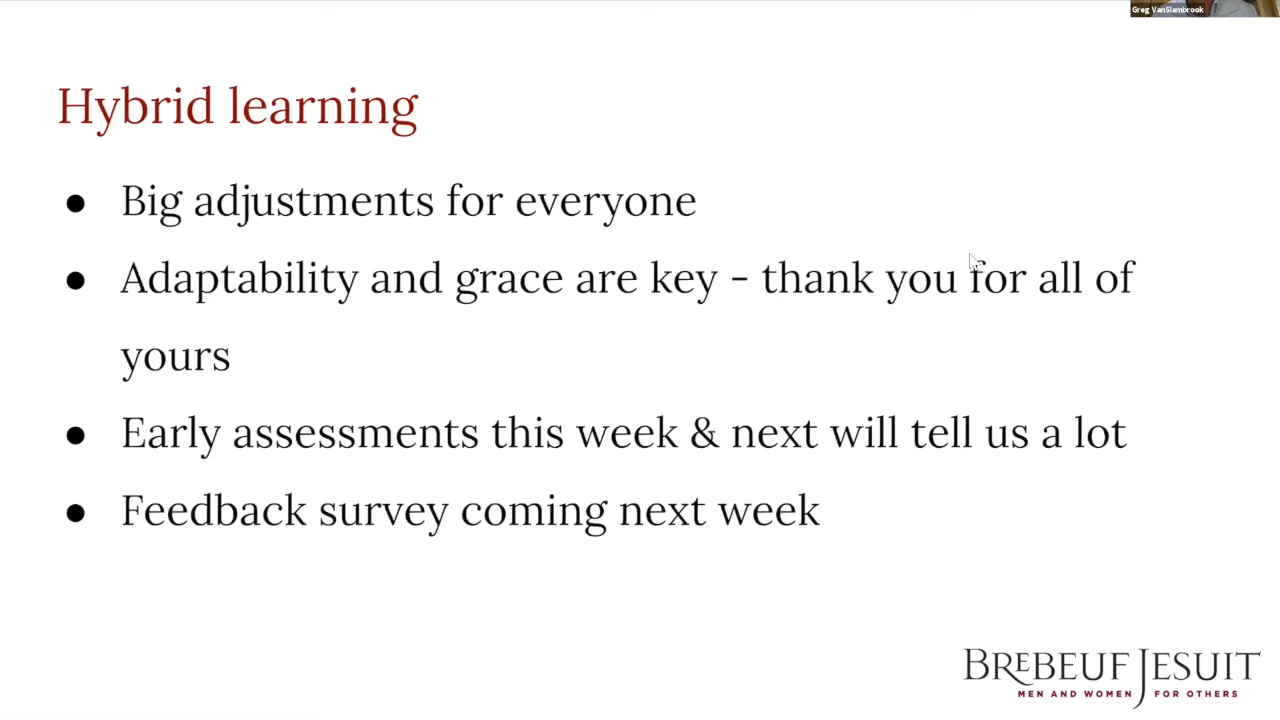 Greg VanSlambrook
Hybrid learning
● Big adjustments for everyone
● Adaptability and grace are key - thank you for all of
yours
● Early assessments this week & next will tell us a lot
● Feedback survey coming next week
BREBEUF JESUIT
MEN AND WOMEN FOR OTHERS